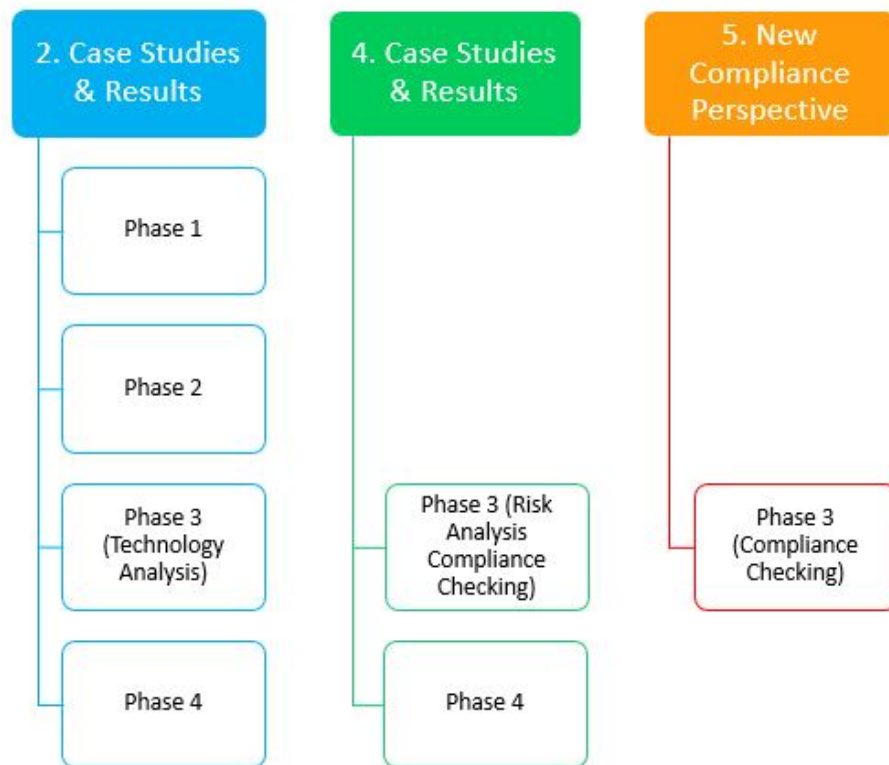 2. Case Studies
& Results
Phase 1
Phase 2
Phase 3
(Technology
Analysis)
Phase 4
4. Case Studies
& Results
Phase 3 (Risk
Analysis
Compliance
Checking)
Phase 4
5. New
Compliance
Perspective
Phase 3
(Compliance
Checking)